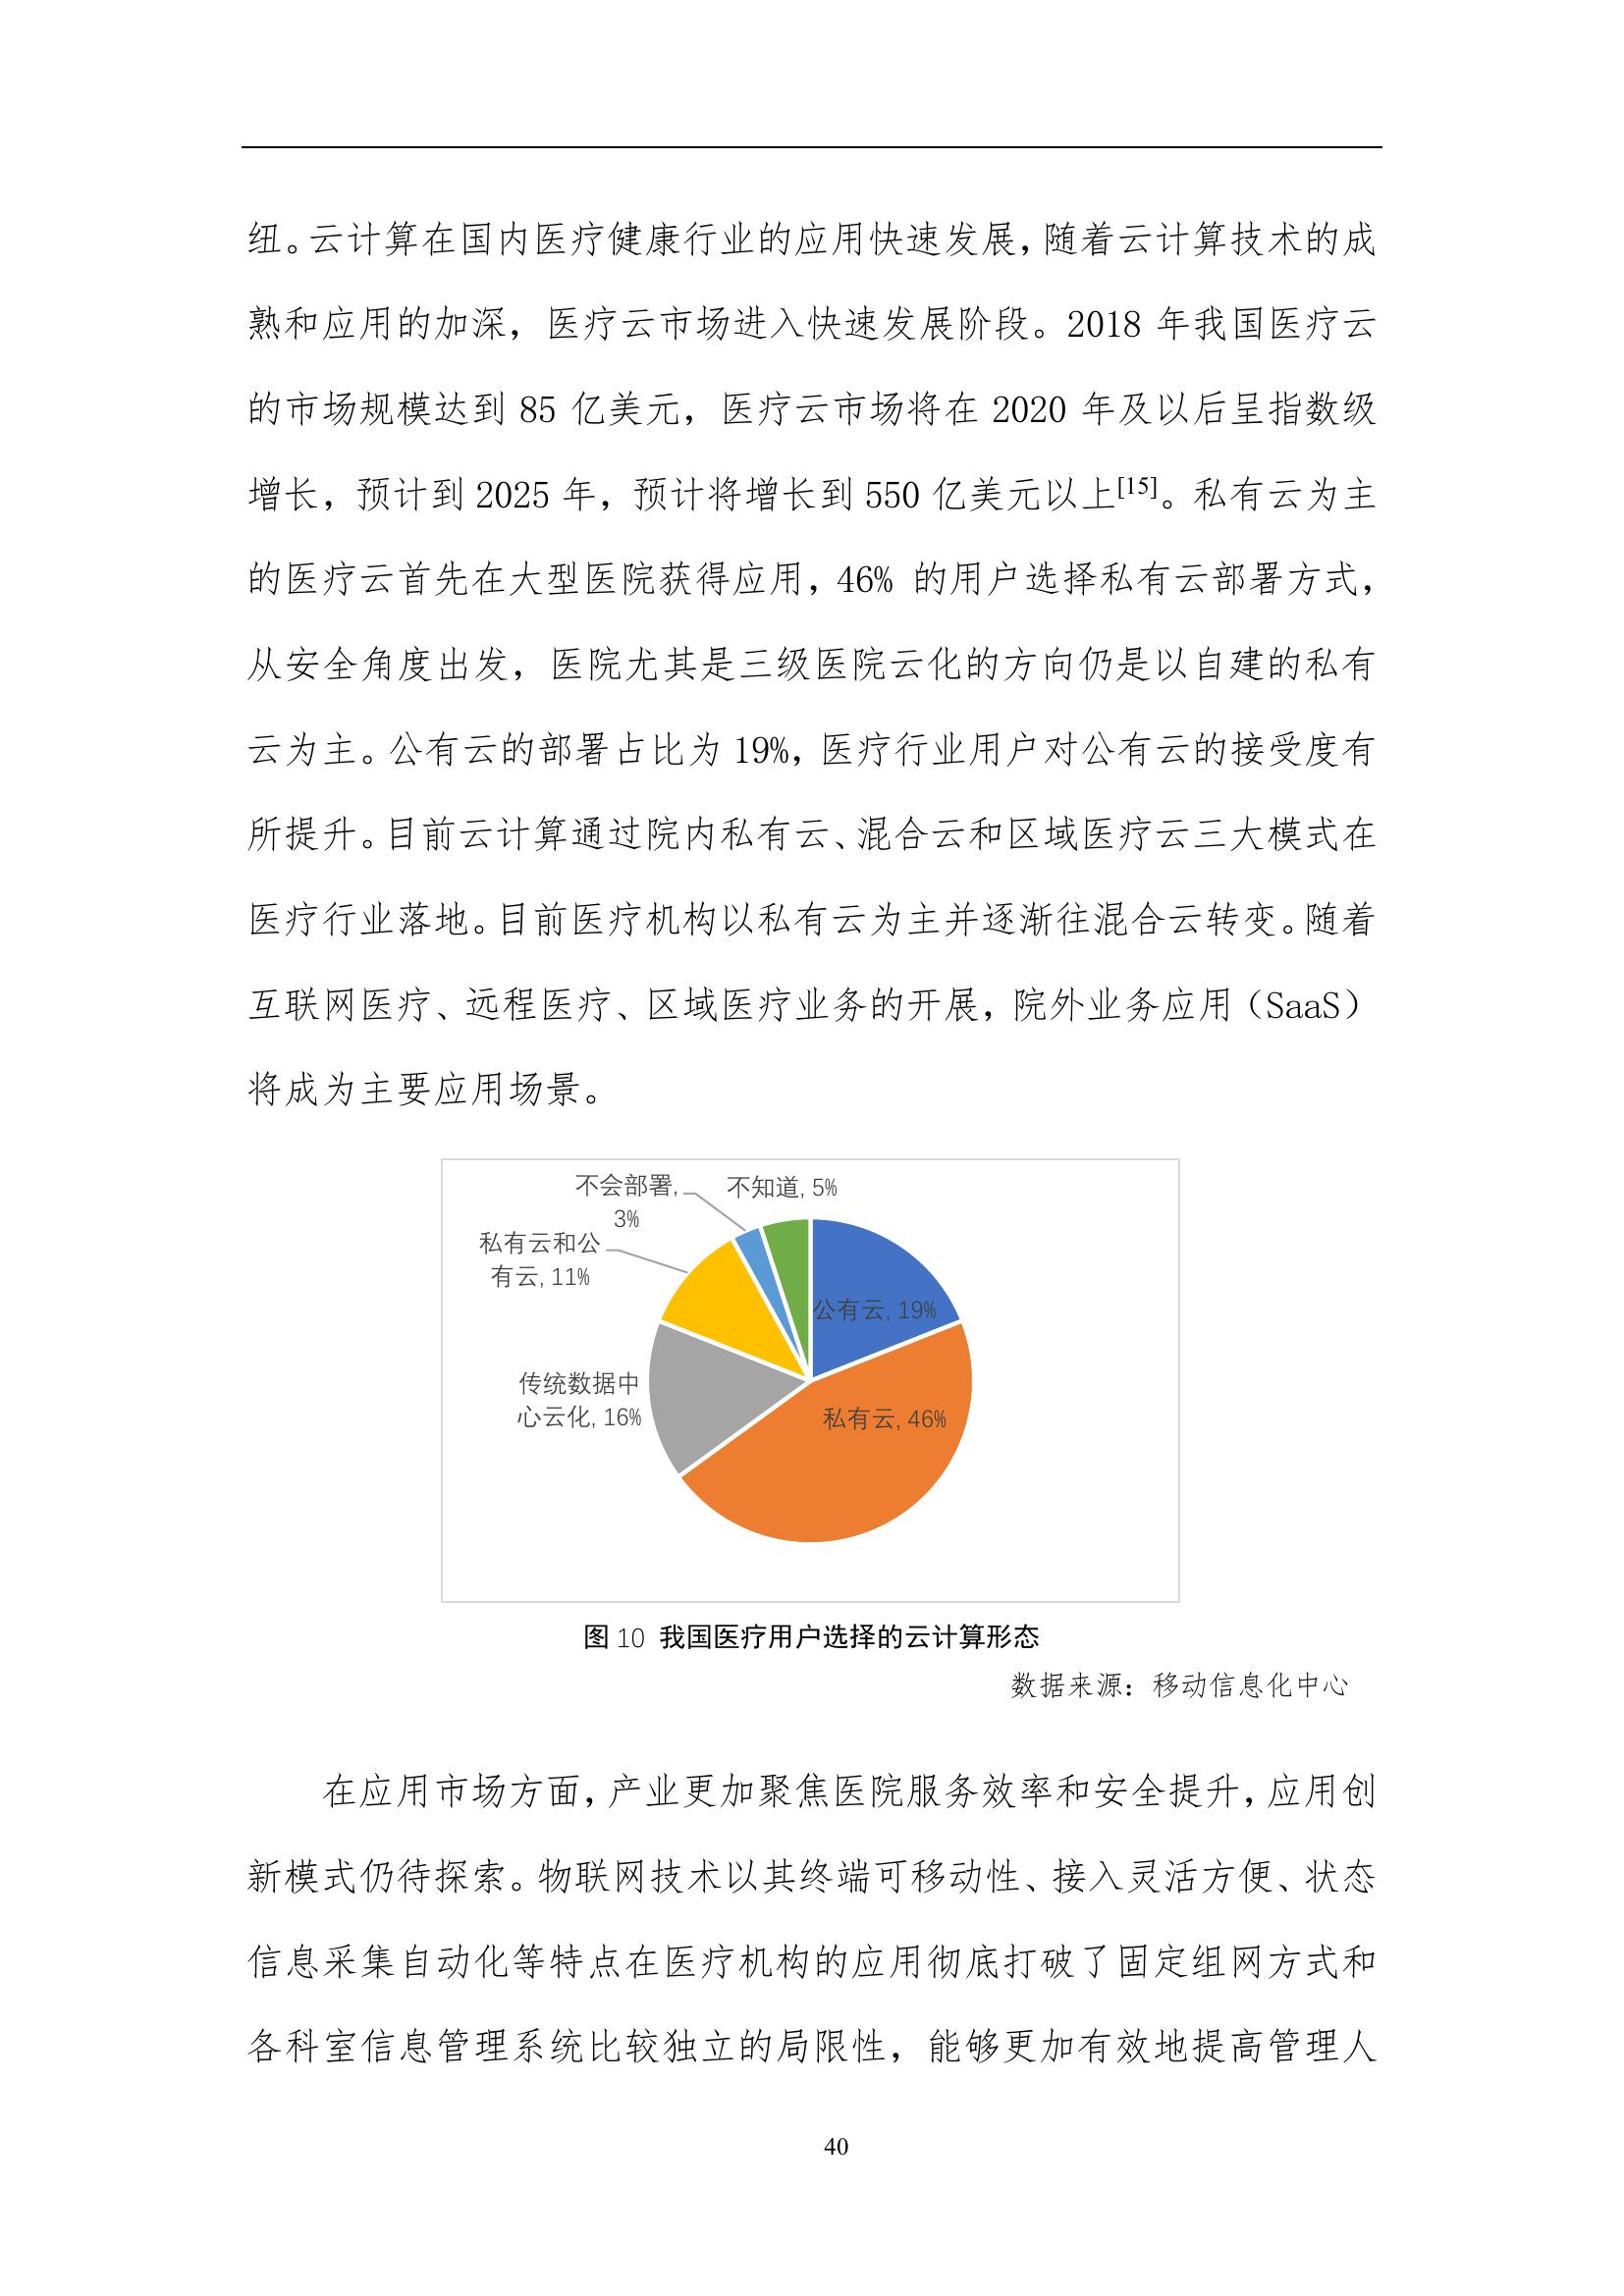 纽。云计算在国内医疗健康行业的应用快速发展，随着云计算技术的成
熟和应用的加深，医疗云市场进入快速发展阶段。2018 年我国医疗云
的市场规模达到 85 亿美元，医疗云市场将在 2020 年及以后呈指数级
增长，预计到 2025 年，预计将增长到 550 亿美元以上[15]。私有云为主
的医疗云首先在大型医院获得应用，46% 的用户选择私有云部署方式，
从安全角度出发，医院尤其是三级医院云化的方向仍是以自建的私有
云为主。公有云的部署占比为 19%，医疗行业用户对公有云的接受度有
所提升。目前云计算通过院内私有云、混合云和区域医疗云三大模式在
医疗行业落地。目前医疗机构以私有云为主并逐渐往混合云转变。随着
互联网医疗、远程医疗、区域医疗业务的开展，院外业务应用（SaaS）
将成为主要应用场景。
不会部署,
3%
不知道, 5%
私有云和公
有云, 11%
公有云, 19%
传统数据中
心云化, 16%
私有云, 46%
图 10 我国医疗用户选择的云计算形态
数据来源：移动信息化中心
在应用市场方面，产业更加聚焦医院服务效率和安全提升，应用创
新模式仍待探索。物联网技术以其终端可移动性、接入灵活方便、状态
信息采集自动化等特点在医疗机构的应用彻底打破了固定组网方式和
各科室信息管理系统比较独立的局限性，能够更加有效地提高管理人
40